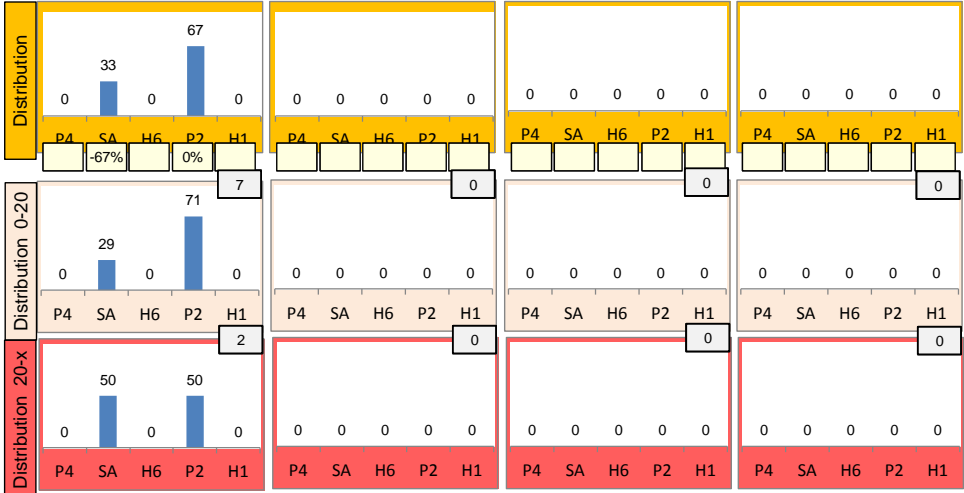 Distribution
67
33
0 0 0
P4 SA H6 P2 H1
0 0 0 0 0
P4 SA H6 P2 H1
0 0 0 0 0
P4 SA H6 P2 H1
0 0 0 0 0
P4 SA H6 P2 H1
-67% 0%
7 0 0 0
Distribution 0-20
71
29
0 0 0
P4 SA H6 P2 H1
0 0 0 0 0
P4 SA H6 P2 H1
0 0 0 0 0
P4 SA H6 P2 H1
0 0 0 0 0
P4 SA H6 P2 H1
2 0 0 0
Distribution 20-x
50 50
0 0 0
P4 SA H6 P2 H1
0 0 0 0 0
P4 SA H6 P2 H1
0 0 0 0 0
P4 SA H6 P2 H1
0 0 0 0 0
P4 SA H6 P2 H1